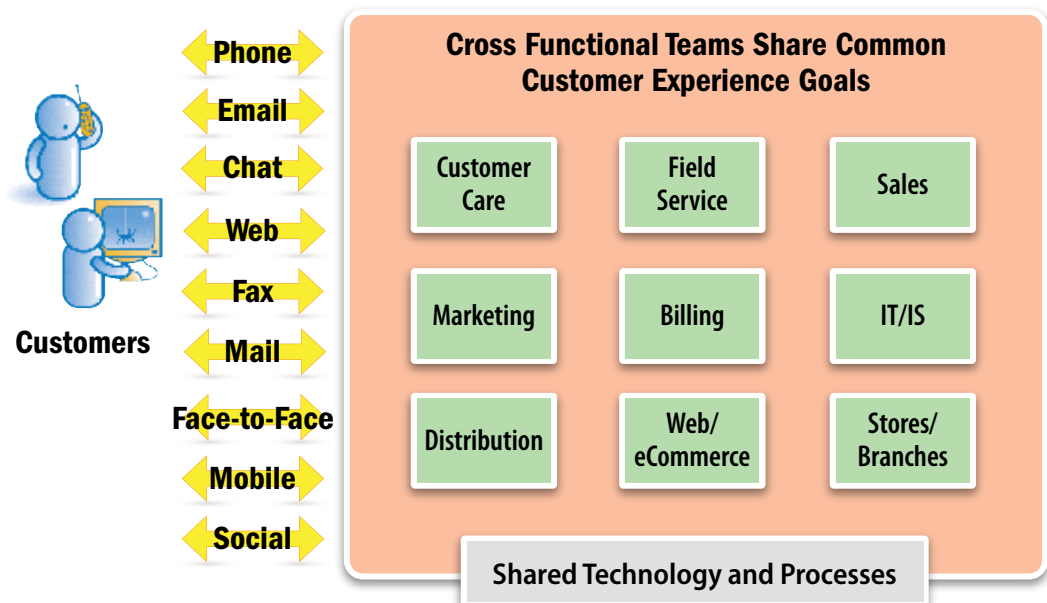 Customers
Phone
Email
Chat
Web
Fax
Mail
Face-to-Face
Mobile
Social
Cross Functional Teams Share Common
Customer Experience Goals
Customer
Care
Field
Service
Sales
Marketing
Billing
IT/IS
Distribution
Web/
eCommerce
Stores/
Branches
Shared Technology and Processes